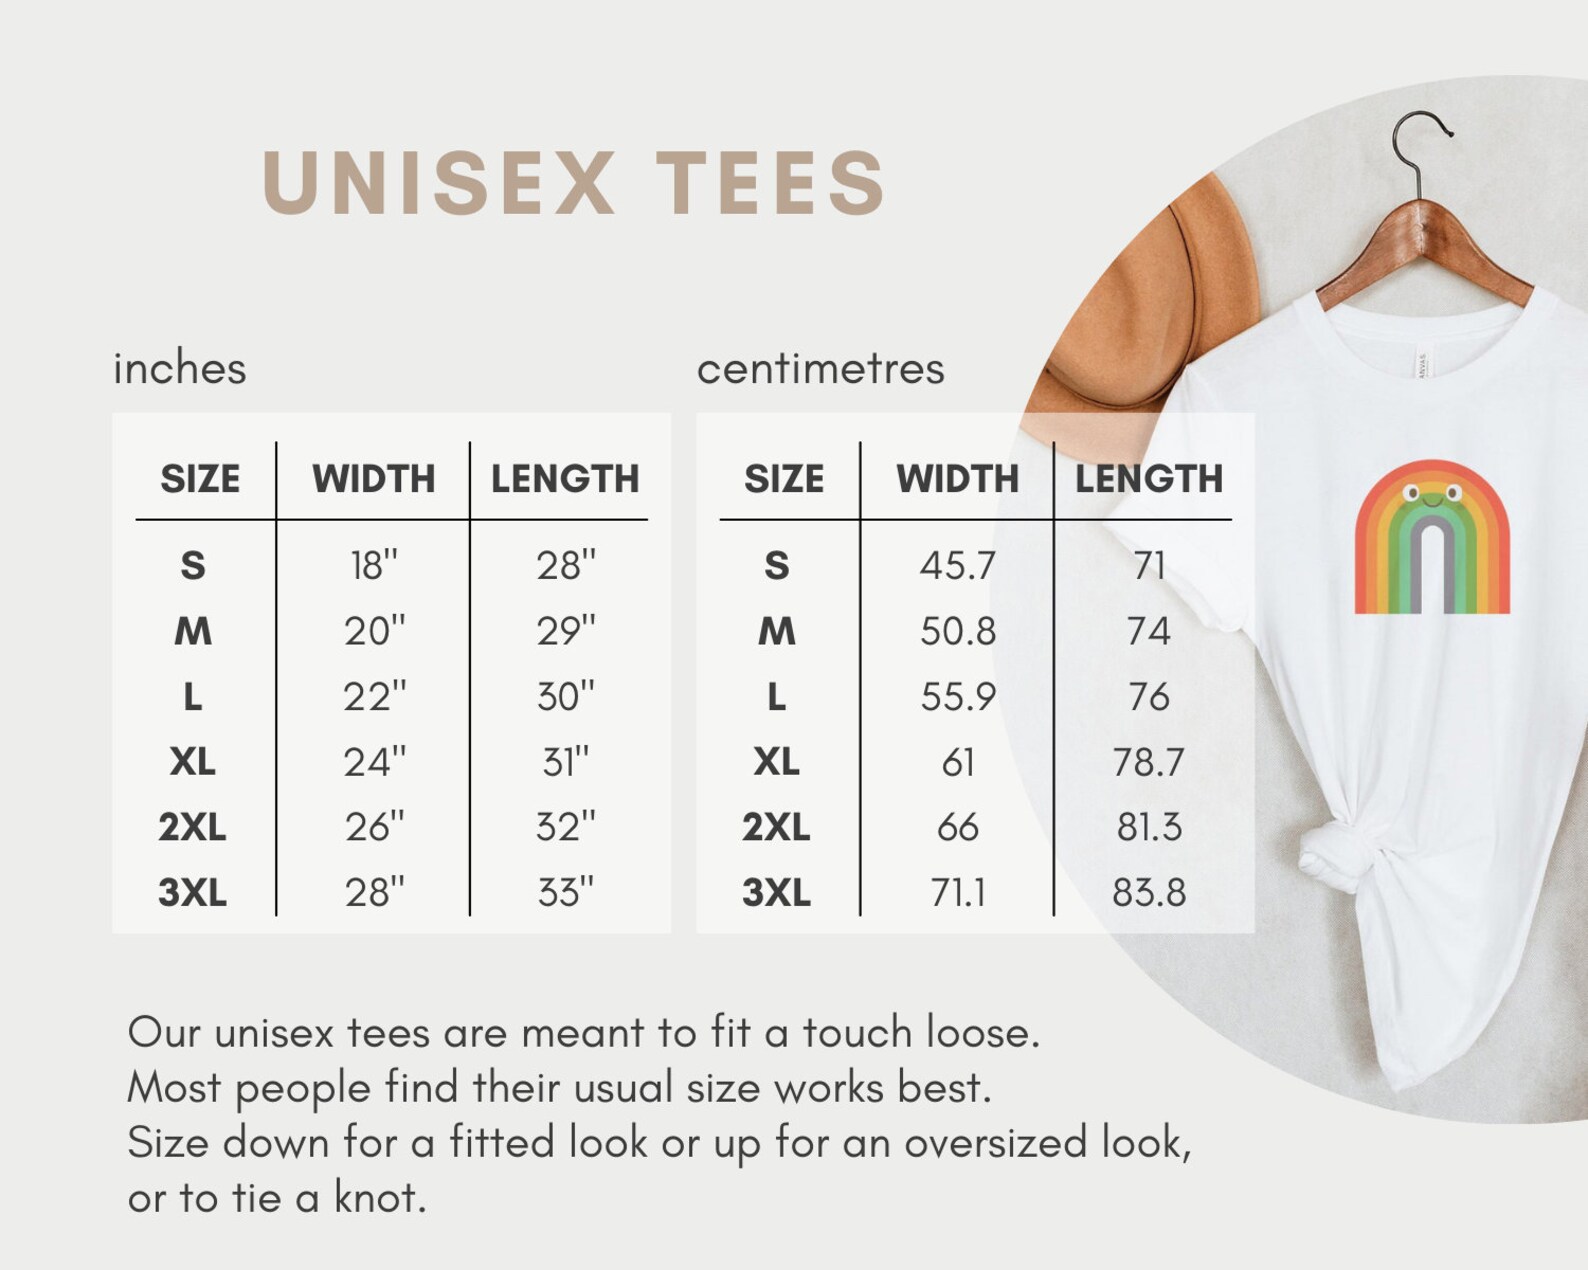 UNISEX TEES
inches
SIZE WIDTH LENGTH
S 18" 28"
M 20" 29"
L 22" 30"
XL 24" 31"
2XL 26" 32"
3XL 28" 33"
centimetres
SIZE WIDTH LENGTH
S 45.7 71
M 50.8 74
L 55.9 76
XL 61 78.7
2XL 66 81.3
3XL 71.1 83.8
Our unisex tees are meant to fit a touch loose.
Most people find their usual size works best.
Size down for a fitted look or up for an oversized look,
or to tie a knot.